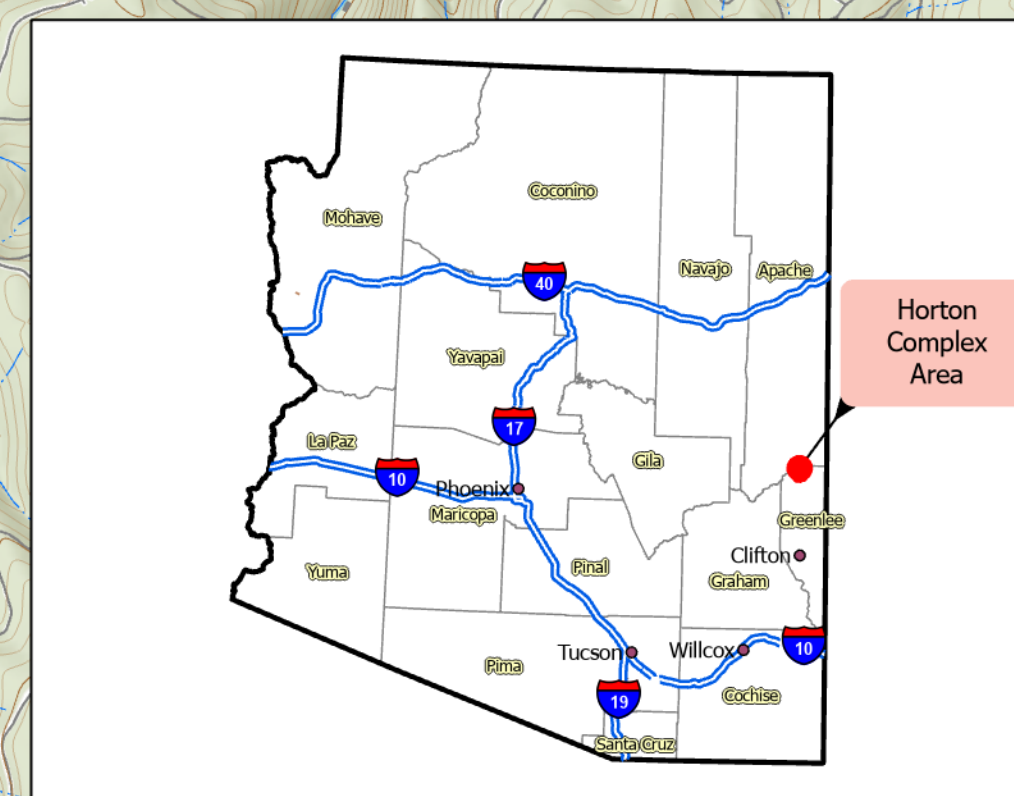 Coconino
Mohave
Navajo
Apache
40
Horton
Complex
Area
Yavapai
17
La Paz
Gila
10
Phoenix
Maricopa
Greenlee
Clifton
Pinal
Yuma
Graham
Tucson
Willcox
10
Pima
Cochise
19
Santa Cruz